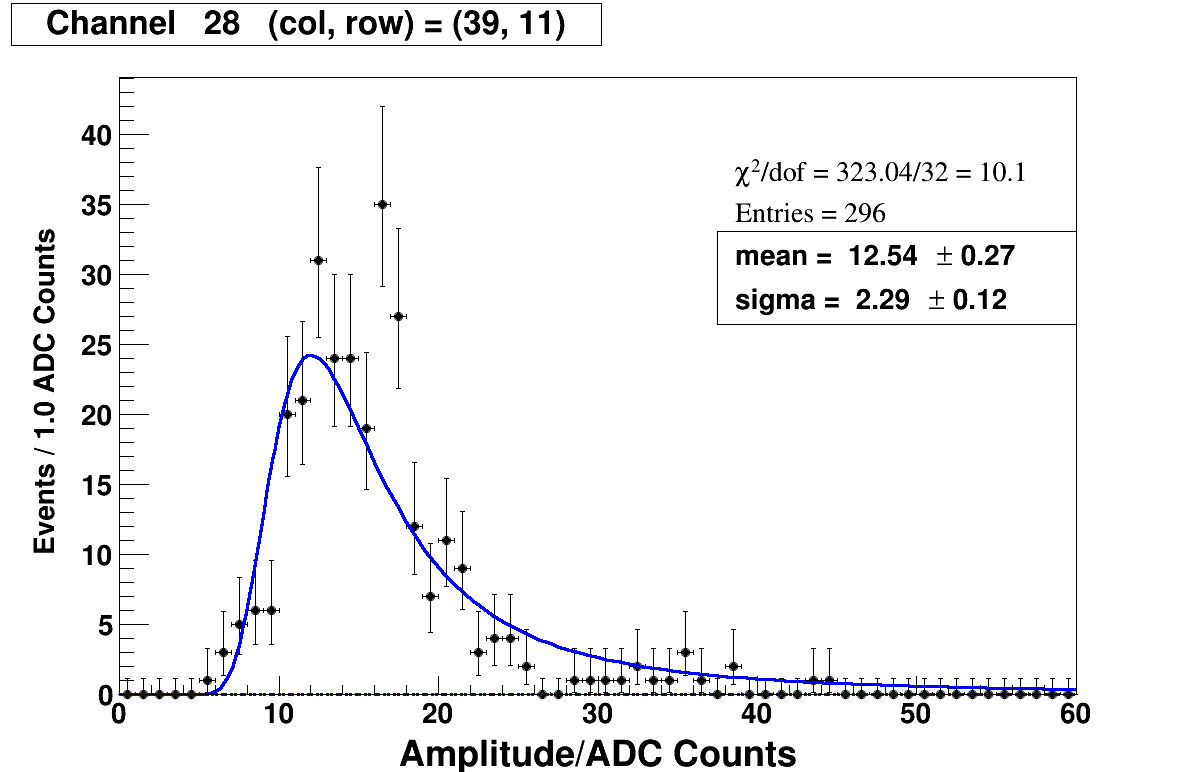 Channel 28 (col, row) = (39, 11)
χ²/dof = 323.04/32 = 10.1
Entries = 296
mean = 12.54 ± 0.27
sigma = 2.29 ± 0.12
Events / 1.0 ADC Counts
40
35
30
25
20
15
10
5
0
0 10 20 30 40 50 60
Amplitude/ADC Counts